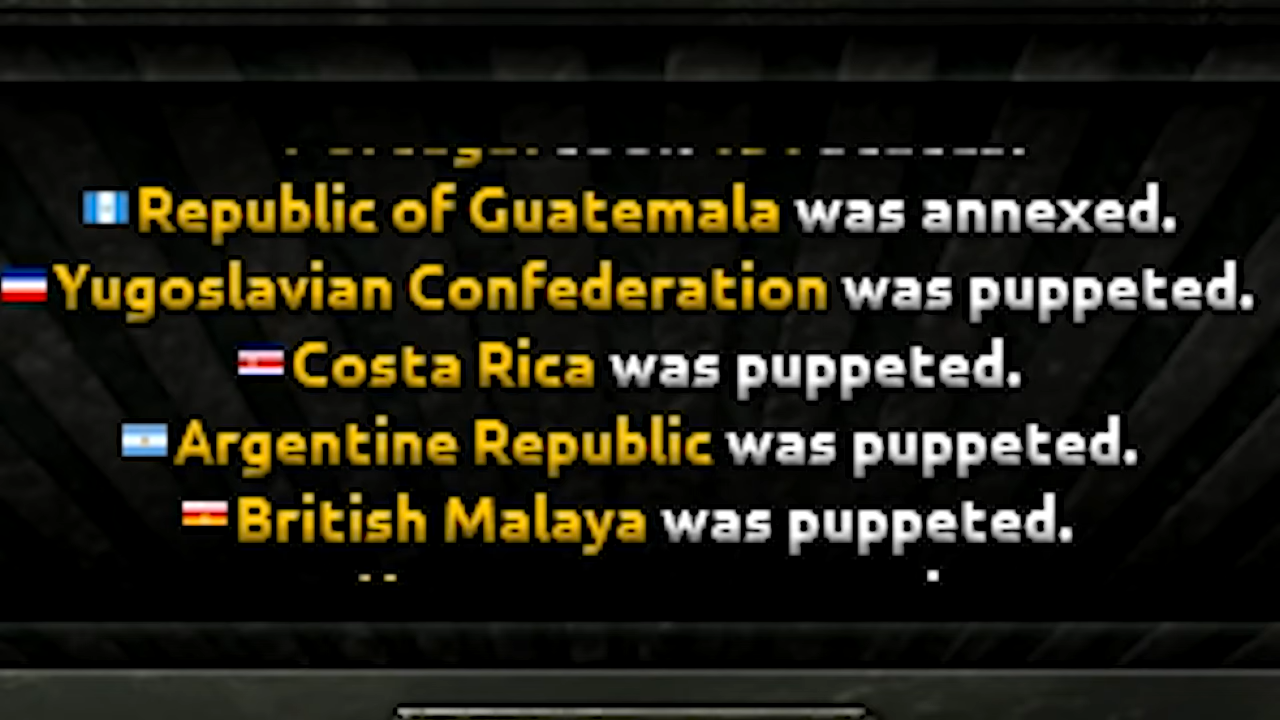 Republic of Guatemala was annexed.
Yugoslavian Confederation was puppeted.
Costa Rica was puppeted.
Argentine Republic was puppeted.
British Malaya was puppeted.